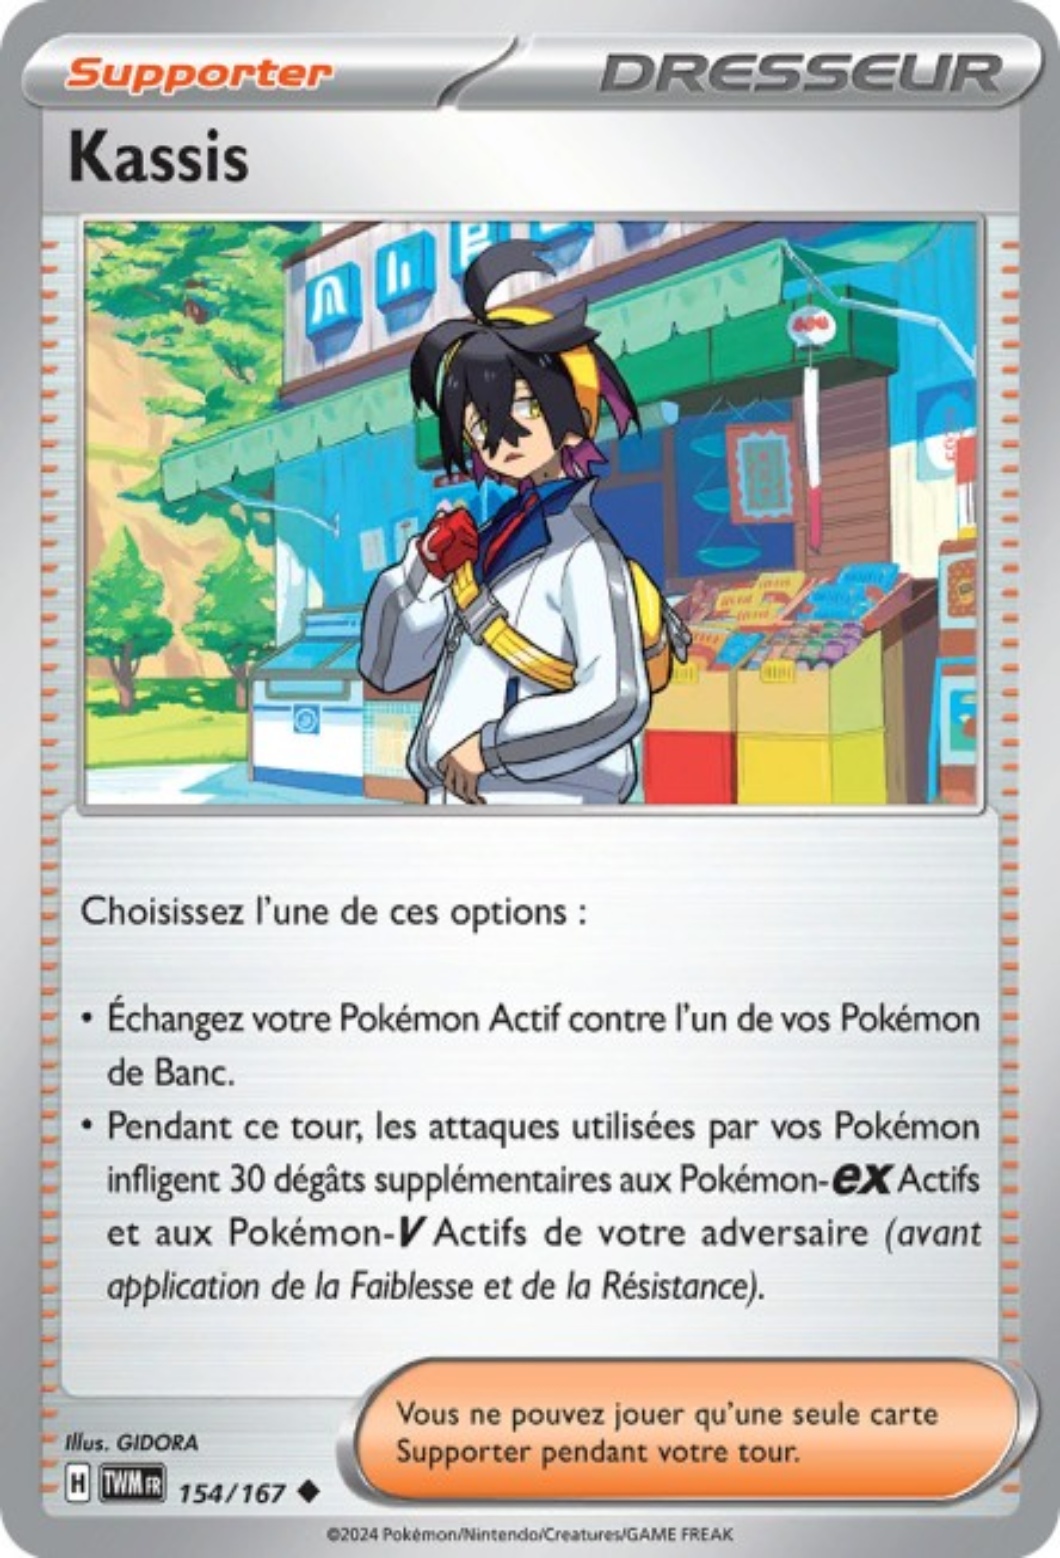 Supporter
DRESSEUR
Kassis
Choisissez l'une de ces options :
• Échangez votre Pokémon Actif contre l'un de vos Pokémon
de Banc.
• Pendant ce tour, les attaques utilisées par vos Pokémon
infligent 30 dégâts supplémentaires aux Pokémon-ex Actifs
et aux Pokémon-V Actifs de votre adversaire (avant
application de la Faiblesse et de la Résistance).
Vous ne pouvez jouer qu'une seule carte
Supporter pendant votre tour.
Illus. GIDORA
H TWM FR 154/167
©2024 Pokémon/Nintendo/Creatures/GAME FREAK